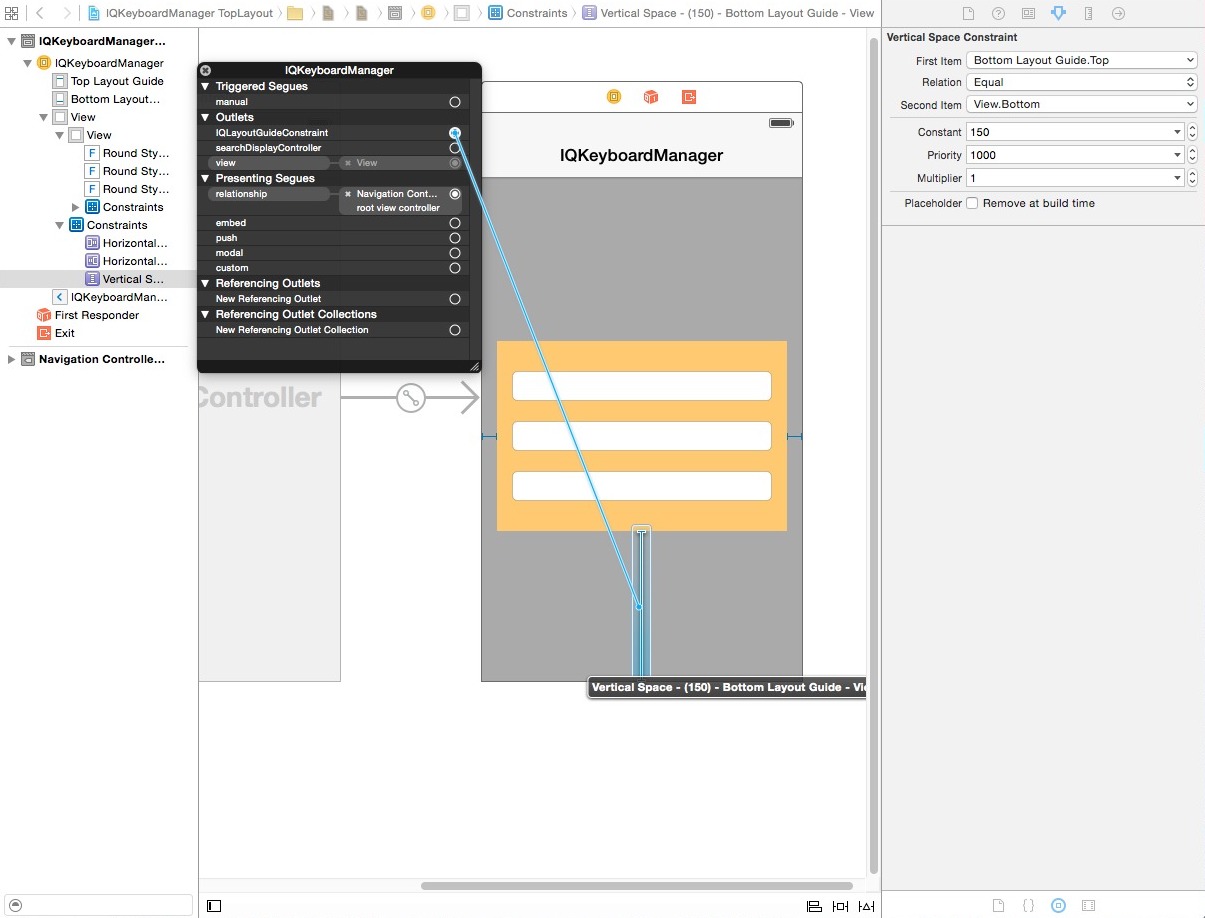 IQKeyboardManager TopLayout
Constraints
Vertical Space - (150) - Bottom Layout Guide - View
IQKeyboardManager...
IQKeyboardManager
Top Layout Guide
Bottom Layout...
View
View
F Round Sty...
F Round Sty...
F Round Sty...
Constraints
Constraints
Horizontal...
Horizontal...
Vertical S...
IQKeyboardMan...
First Responder
Exit
Navigation Controlle...
IQKeyboardManager
Triggered Segues
manual
Outlets
IQLayoutGuideConstraint
searchDisplayController
view
View
Presenting Segues
relationship
Navigation Cont...
root view controller
embed
push
modal
custom
Referencing Outlets
New Referencing Outlet
Referencing Outlet Collections
New Referencing Outlet Collection
Controller
IQKeyboardManager
Vertical Space - (150) - Bottom Layout Guide - Vie
Vertical Space Constraint
First Item Bottom Layout Guide.Top
Relation Equal
Second Item View.Bottom
Constant 150
Priority 1000
Multiplier 1
Placeholder Remove at build time